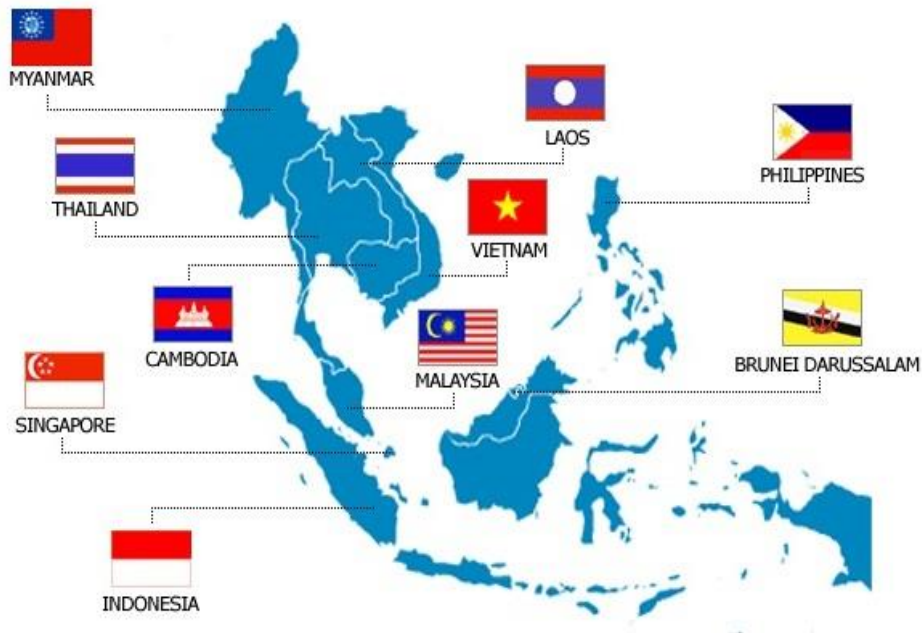 MYANMAR
LAOS
PHILIPPINES
THAILAND
VIETNAM
CAMBODIA
MALAYSIA
BRUNEI DARUSSALAM
SINGAPORE
INDONESIA